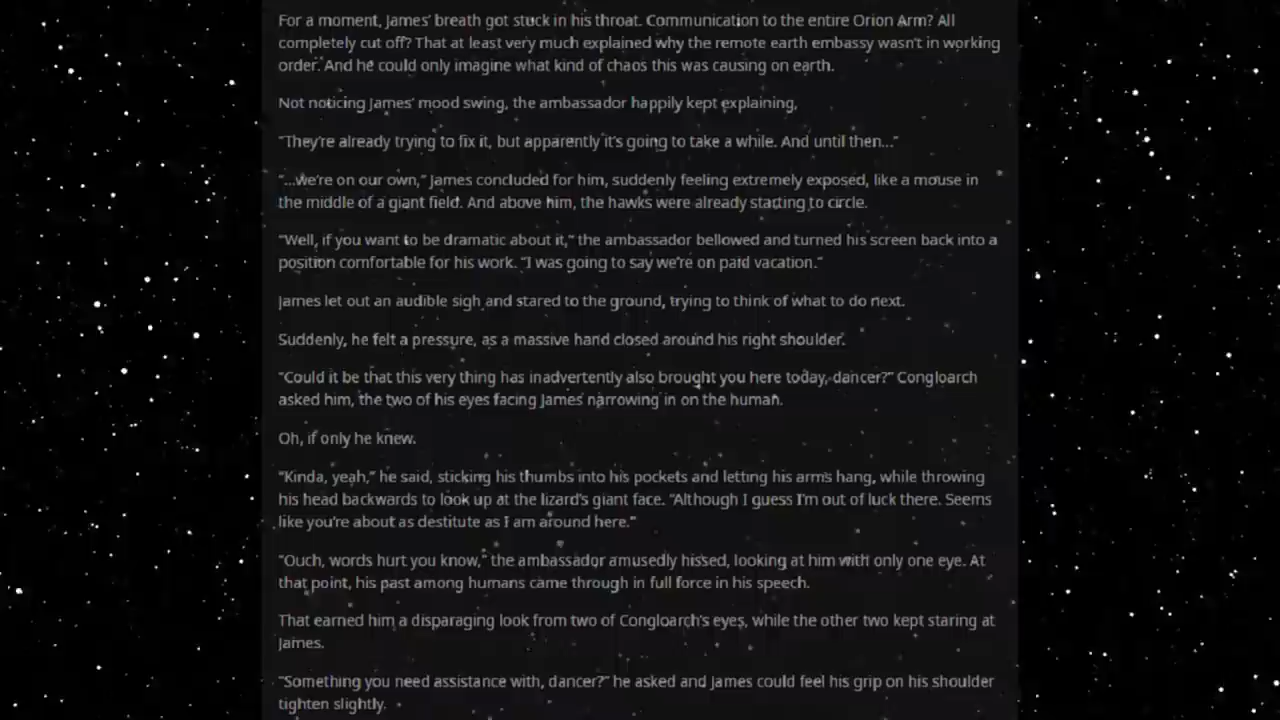 For a moment, James’ breath got stuck in his throat. Communication to the entire Orion Arm? All
completely cut off? That at least very much explained why the remote earth embassy wasn’t in working
order. And he could only imagine what kind of chaos this was causing on earth.
Not noticing James’ mood swing, the ambassador happily kept explaining,
“They’re already trying to fix it, but apparently it’s going to take a while. And until then…”
“…we’re on our own,” James concluded for him, suddenly feeling extremely exposed, like a mouse in
the middle of a giant field. And above him, the hawks were already starting to circle.
“Well, if you want to be dramatic about it,” the ambassador bellowed and turned his screen back into a
position comfortable for his work. “I was going to say we’re on paid vacation.”
James let out an audible sigh and stared to the ground, trying to think of what to do next.
Suddenly, he felt a pressure, as a massive hand closed around his right shoulder.
“Could it be that this very thing has inadvertently also brought you here today, dancer?” Congloarch
asked him, the two of his eyes facing James narrowing in on the human.
Oh, if only he knew.
“Kinda, yeah,” he said, sticking his thumbs into his pockets and letting his arms hang, while throwing
his head backwards to look up at the lizard’s giant face. “Although I guess I’m out of luck there. Seems
like you’re about as destitute as I am around here.”
“Ouch, words hurt you know,” the ambassador amusedly hissed, looking at him with only one eye. At
that point, his past among humans came through in full force in his speech.
That earned him a disparaging look from two of Congloarch’s eyes, while the other two kept staring at
James.
“Something you need assistance with, dancer?” he asked and James could feel his grip on his shoulder
tighten slightly.